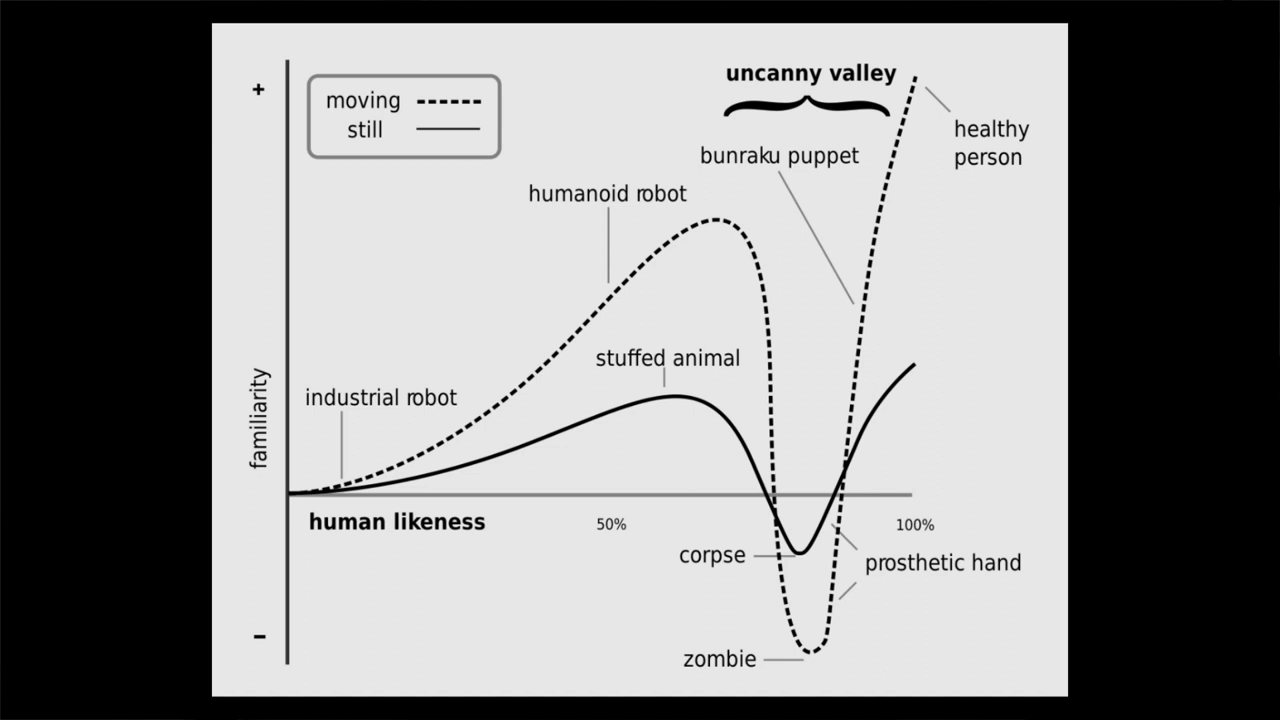 +
moving
still
uncanny valley
healthy
person
bunraku puppet
humanoid robot
stuffed animal
industrial robot
familiarity
human likeness
50%
100%
corpse
prosthetic hand
–
zombie